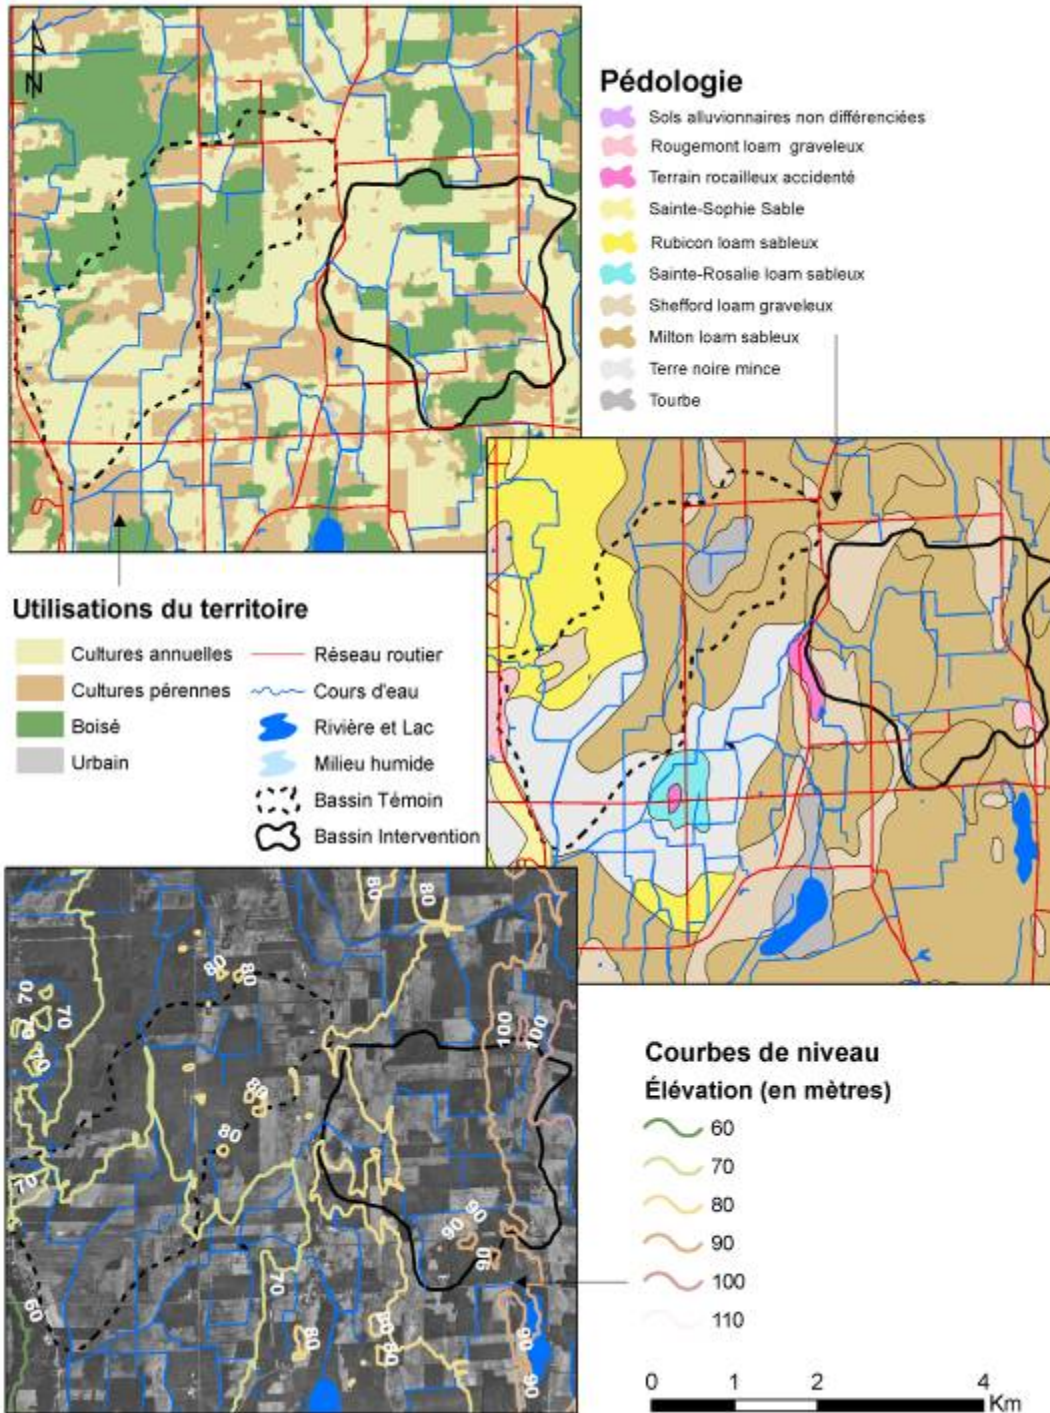 N
Pédologie
Sols alluvionnaires non différenciées
Rougemont loam graveleux
Terrain rocailleux accidenté
Sainte-Sophie Sable
Rubicon loam sableux
Sainte-Rosalie loam sableux
Shefford loam graveleux
Milton loam sableux
Terre noire mince
Tourbe
Utilisations du territoire
Cultures annuelles
Cultures pérennes
Boisé
Urbain
Réseau routier
Cours d'eau
Rivière et Lac
Milieu humide
Bassin Témoin
Bassin Intervention
80
80
80
80
70
70
70
70
100
100
80
80
70
90
90
90
60
70
80
80
80
90
90
Courbes de niveau
Élévation (en mètres)
60
70
80
90
100
110
0 1 2 4
Km